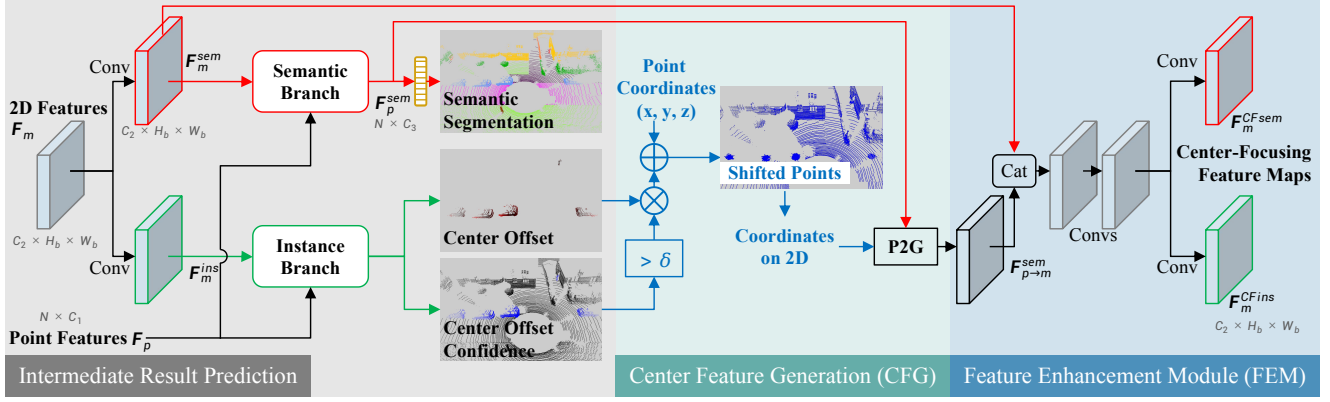 2D Features
F_m
C_2 × H_b × W_b
Conv
Conv
F_m^sem
C_2 × H_b × W_b
F_m^ins
N × C_1
Point Features F_p
Semantic
Branch
Instance
Branch
F_p^sem
N × C_3
Semantic
Segmentation
Center Offset
Center Offset
Confidence
Point
Coordinates
(x, y, z)
> δ
Shifted Points
Coordinates
on 2D
P2G
F_p→m^sem
Cat
Convs
Conv
Conv
F_m^CFsem
Center-Focusing
Feature Maps
F_m^CFins
C_2 × H_b × W_b
Intermediate Result Prediction
Center Feature Generation (CFG)
Feature Enhancement Module (FEM)